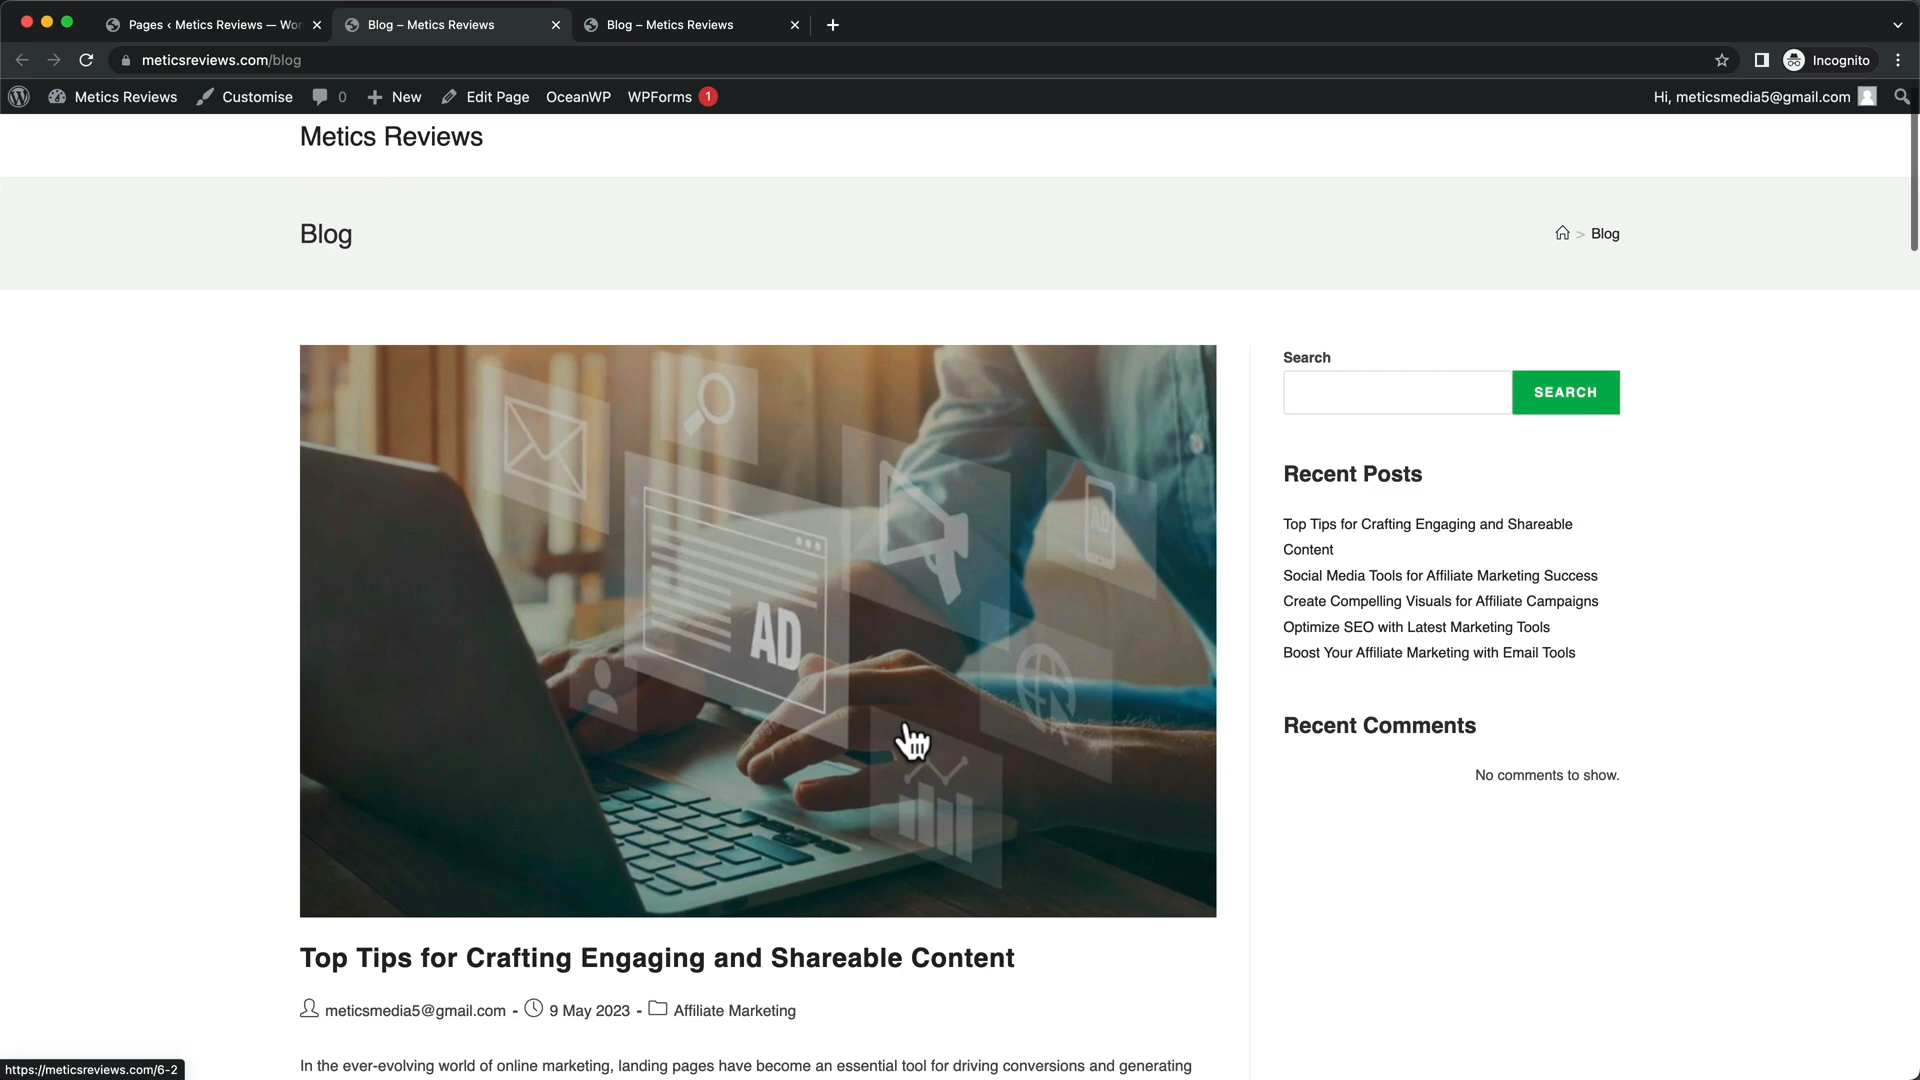 Pages ‹ Metics Reviews — Wor
Blog – Metics Reviews
Blog – Metics Reviews
meticsreviews.com/blog
Incognito
Metics Reviews
Customise
0
New
Edit Page
OceanWP
WPForms 1
Hi, meticsmedia5@gmail.com
Metics Reviews
Blog
> Blog
AD
AD
Search
SEARCH
Recent Posts
Top Tips for Crafting Engaging and Shareable
Content
Social Media Tools for Affiliate Marketing Success
Create Compelling Visuals for Affiliate Campaigns
Optimize SEO with Latest Marketing Tools
Boost Your Affiliate Marketing with Email Tools
Recent Comments
No comments to show.
Top Tips for Crafting Engaging and Shareable Content
meticsmedia5@gmail.com - 9 May 2023 - Affiliate Marketing
In the ever-evolving world of online marketing, landing pages have become an essential tool for driving conversions and generating
https://meticsreviews.com/6-2